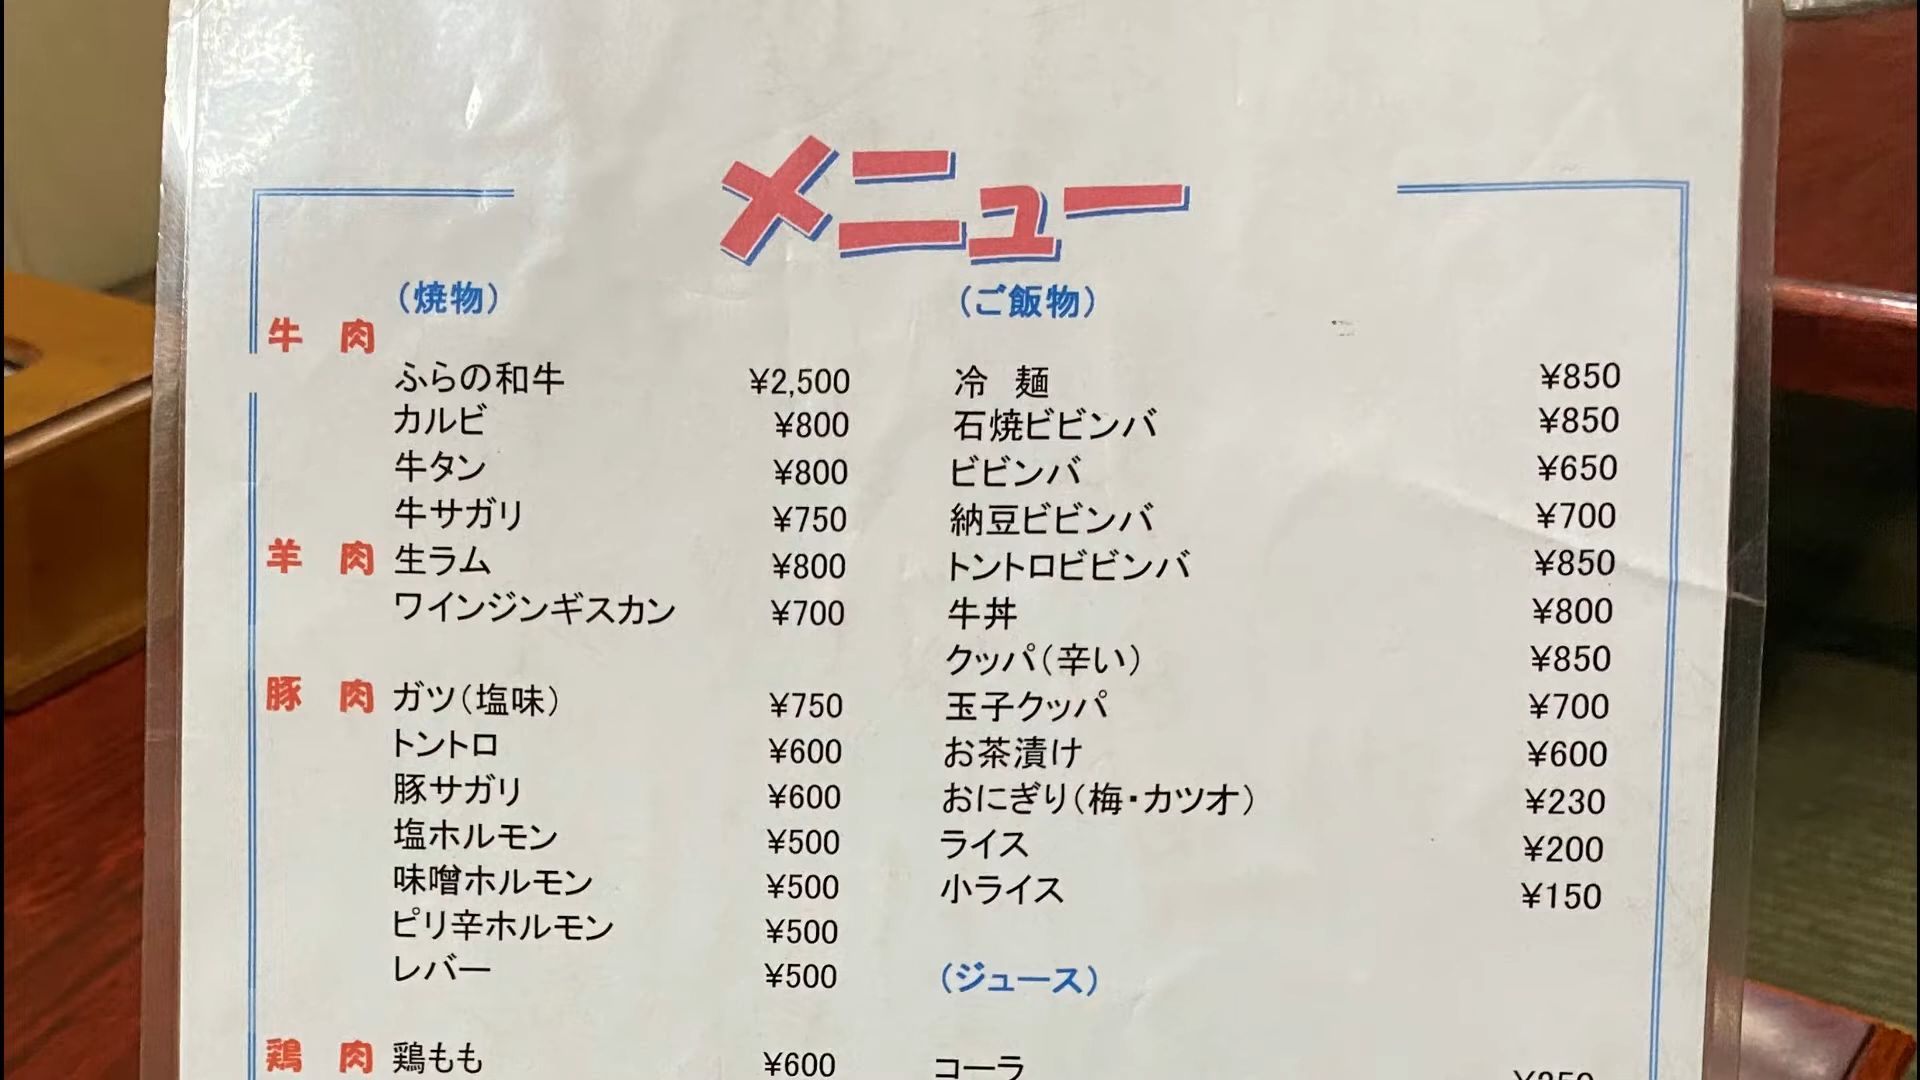 メニュー
(焼物)
牛 肉
ふらの和牛 ¥2,500
カルビ ¥800
牛タン ¥800
牛サガリ ¥750
羊 肉 生ラム ¥800
ワインジンギスカン ¥700
豚 肉 ガツ(塩味) ¥750
トントロ ¥600
豚サガリ ¥600
塩ホルモン ¥500
味噌ホルモン ¥500
ピリ辛ホルモン ¥500
レバー ¥500
鶏 肉 鶏もも ¥600
(ご飯物)
冷 麺 ¥850
石焼ビビンバ ¥850
ビビンバ ¥650
納豆ビビンバ ¥700
トントロビビンバ ¥850
牛丼 ¥800
クッパ(辛い) ¥850
玉子クッパ ¥700
お茶漬け ¥600
おにぎり(梅・カツオ) ¥230
ライス ¥200
小ライス ¥150
(ジュース)
コーラ